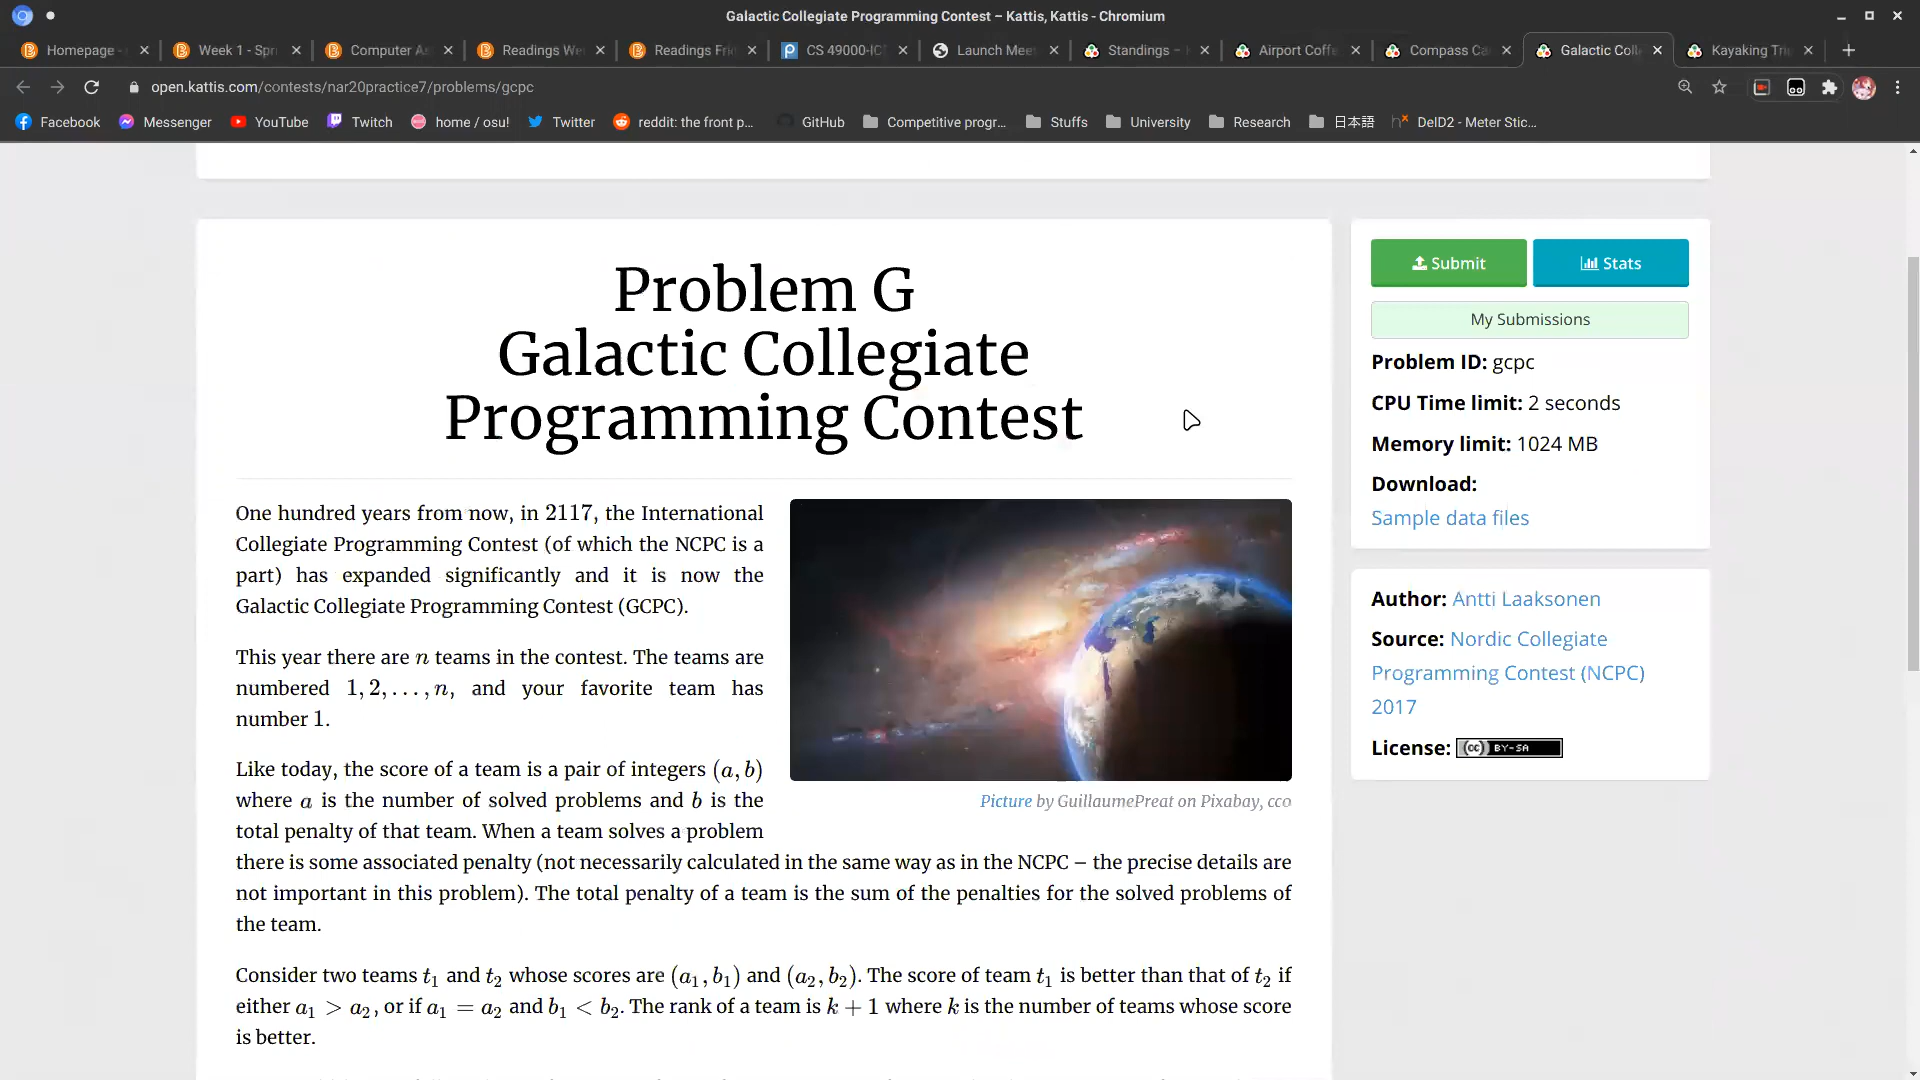 Galactic Collegiate Programming Contest – Kattis, Kattis - Chromium
Homepage -
Week 1 - Spr
Computer As
Readings We
Readings Fri
CS 49000-IC
Launch Mee
Standings –
Airport Coff
Compass Ca
Galactic Coll
Kayaking Tri
open.kattis.com/contests/nar20practice7/problems/gcpc
Facebook Messenger YouTube Twitch home / osu! Twitter reddit: the front p... GitHub Competitive progr... Stuffs University Research 日本語 DelD2 - Meter Stic...
Problem G
Galactic Collegiate
Programming Contest
One hundred years from now, in 2117, the International
Collegiate Programming Contest (of which the NCPC is a
part) has expanded significantly and it is now the
Galactic Collegiate Programming Contest (GCPC).
This year there are n teams in the contest. The teams are
numbered 1, 2, . . . , n, and your favorite team has
number 1.
Like today, the score of a team is a pair of integers (a, b)
where a is the number of solved problems and b is the
total penalty of that team. When a team solves a problem
there is some associated penalty (not necessarily calculated in the same way as in the NCPC – the precise details are
not important in this problem). The total penalty of a team is the sum of the penalties for the solved problems of
the team.
Consider two teams t1 and t2 whose scores are (a1, b1) and (a2, b2). The score of team t1 is better than that of t2 if
either a1 > a2, or if a1 = a2 and b1 < b2. The rank of a team is k + 1 where k is the number of teams whose score
is better.
Picture by GuillaumePreat on Pixabay, cc0
Submit
Stats
My Submissions
Problem ID: gcpc
CPU Time limit: 2 seconds
Memory limit: 1024 MB
Download:
Sample data files
Author: Antti Laaksonen
Source: Nordic Collegiate
Programming Contest (NCPC)
2017
License: (cc) BY-SA